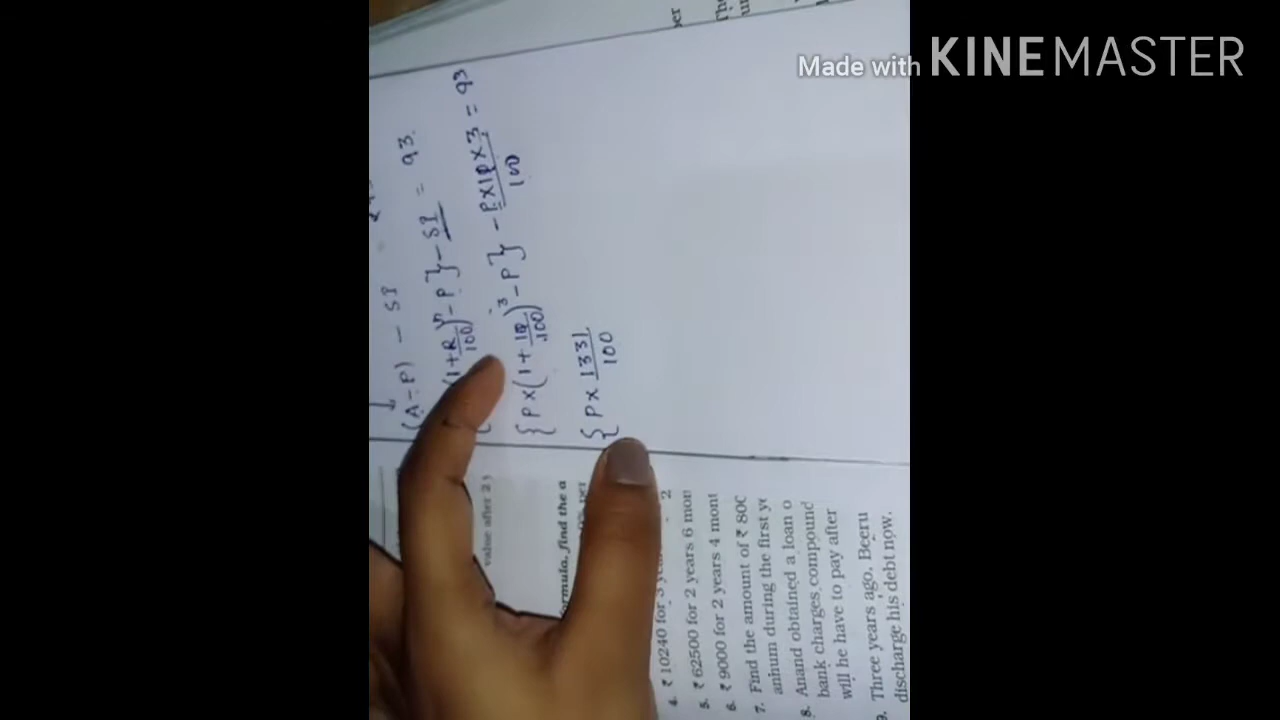 Made with KINEMASTER
(A-P) - SI
(1+R/100)ⁿ-P}-SI = 93.
{P×(1+10/100)³-P} - P×10×3/100 = 93
{P×1331/100
value after 2 y
ormula, find the a
4. ₹ 10240 for 3 2
5. ₹ 62500 for 2 years 6 mon
6. ₹ 9000 for 2 years 4 mont
7. Find the amount of ₹ 800
anhum during the first ye
8. Anand obtained a loan o
bank charges compound
will he have to pay after
9. Three years ago, Beeru
discharge his debt now.